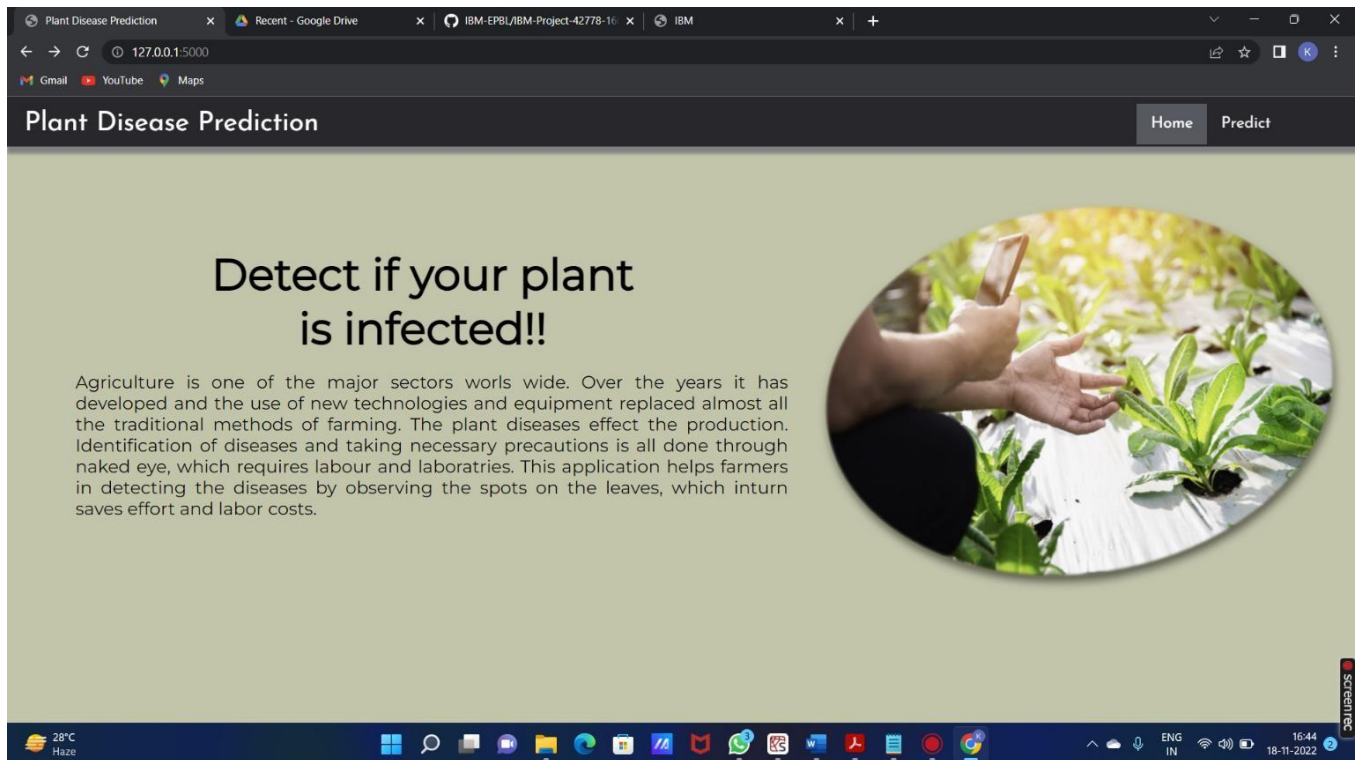 Plant Disease Prediction
Recent - Google Drive
IBM-EPBL/IBM-Project-42778-16
IBM
127.0.0.1:5000
K
Gmail
YouTube
Maps
Plant Disease Prediction
Home
Predict
Detect if your plant
is infected!!
Agriculture is one of the major sectors worls wide. Over the years it has
developed and the use of new technologies and equipment replaced almost all
the traditional methods of farming. The plant diseases effect the production.
Identification of diseases and taking necessary precautions is all done through
naked eye, which requires labour and laboratries. This application helps farmers
in detecting the diseases by observing the spots on the leaves, which inturn
saves effort and labor costs.
screenrec
28°C
Haze
3
ENG
IN
16:44
18-11-2022
2